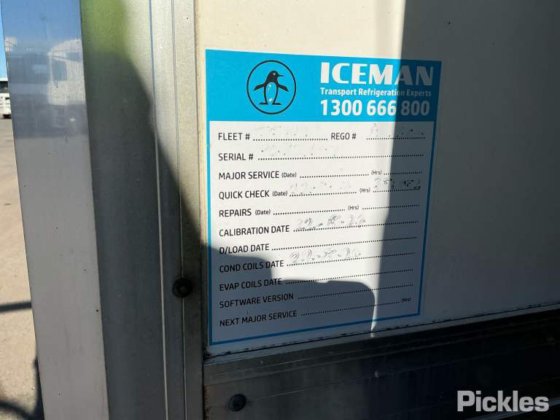 ICEMAN
Transport Refrigeration Experts
1300 666 800
FLEET # REGO #
SERIAL #
MAJOR SERVICE (Date) (Hrs)
QUICK CHECK (Date) (Hrs)
REPAIRS (Date) (Hrs)
CALIBRATION DATE
D/LOAD DATE
COND COILS DATE
EVAP COILS DATE
SOFTWARE VERSION
NEXT MAJOR SERVICE (Hrs)
Pickles